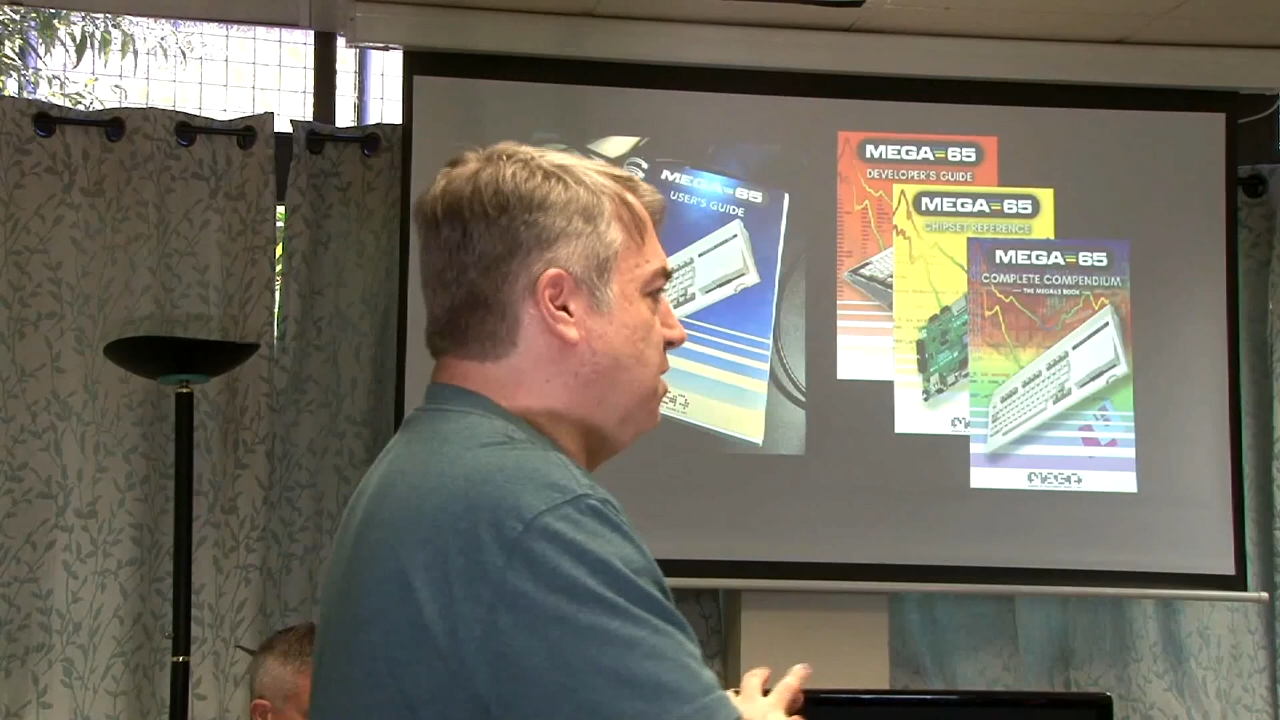 MEGA65
USER'S GUIDE
MEGA65
DEVELOPER'S GUIDE
MEGA65
CHIPSET REFERENCE
MEGA65
COMPLETE COMPENDIUM
THE MEGA65 BOOK